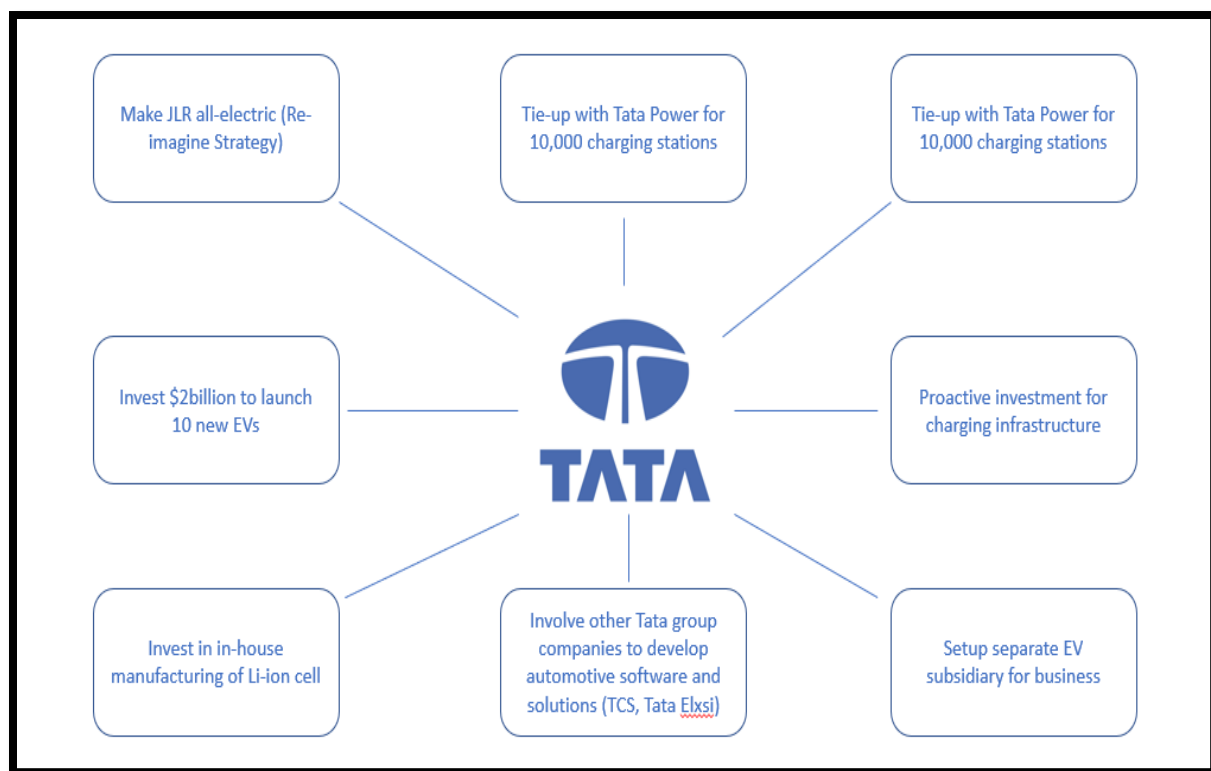 Make JLR all-electric (Re-
imagine Strategy)
Tie-up with Tata Power for
10,000 charging stations
Tie-up with Tata Power for
10,000 charging stations
Invest $2billion to launch
10 new EVs
TATA
Proactive investment for
charging infrastructure
Invest in in-house
manufacturing of Li-ion cell
Involve other Tata group
companies to develop
automotive software and
solutions (TCS, Tata Elxsi)
Setup separate EV
subsidiary for business